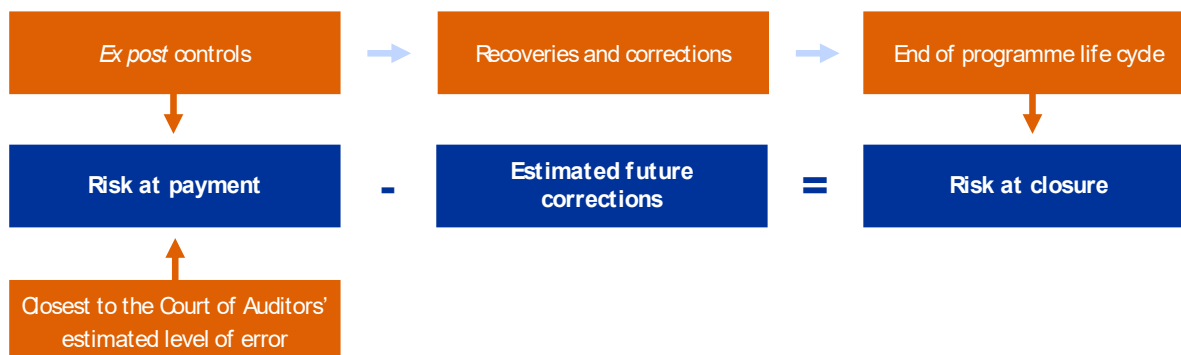 Ex post controls
Recoveries and corrections
End of programme life cycle
Risk at payment
-
Estimated future
corrections
=
Risk at closure
Closest to the Court of Auditors’
estimated level of error